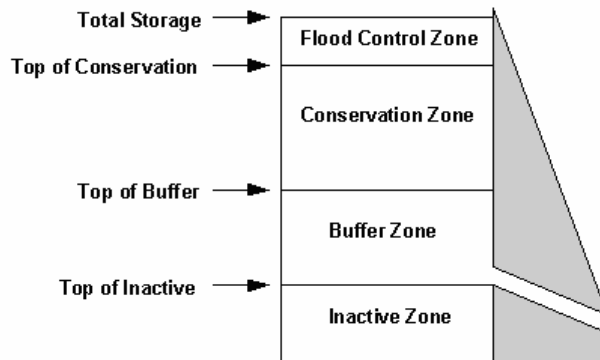 Total Storage
Flood Control Zone
Top of Conservation
Conservation Zone
Top of Buffer
Buffer Zone
Top of Inactive
Inactive Zone